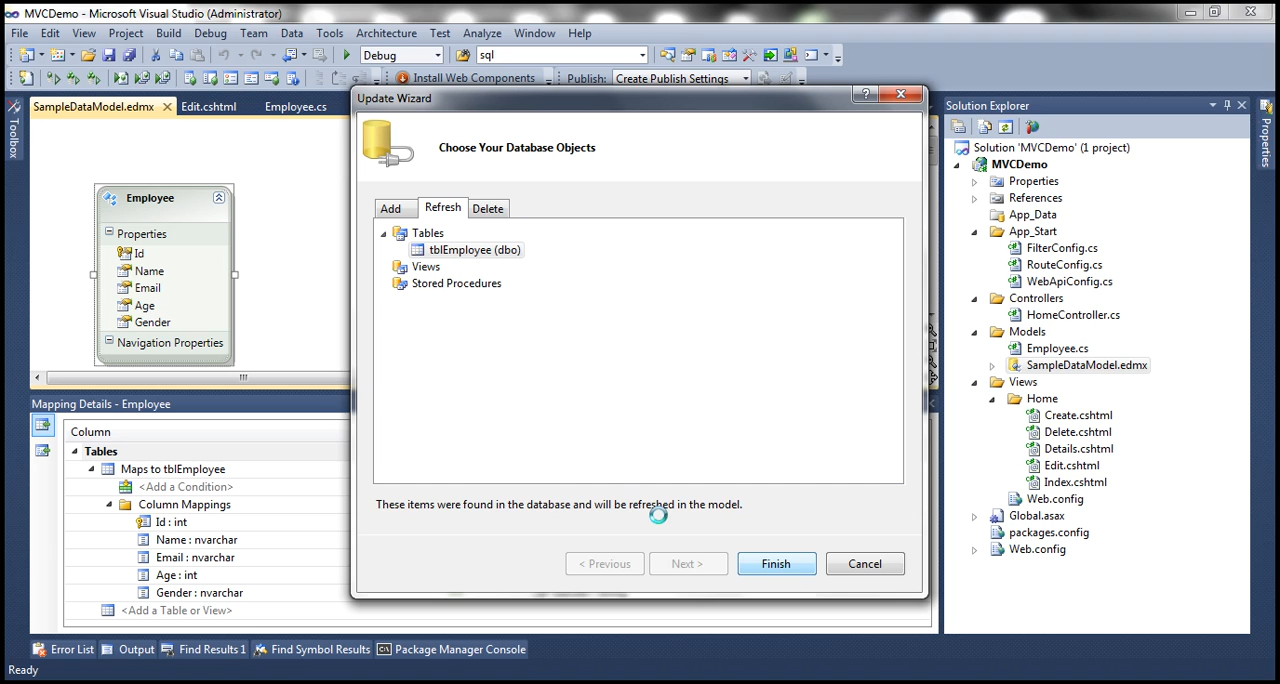 MVCDemo - Microsoft Visual Studio (Administrator)
File Edit View Project Build Debug Team Data Tools Architecture Test Analyze Window Help
Debug sql
Install Web Components Publish: Create Publish Settings
SampleDataModel.edmx Edit.cshtml Employee.cs
Toolbox
Employee
Properties
Id
Name
Email
Age
Gender
Navigation Properties
Mapping Details - Employee
Column
Tables
Maps to tblEmployee
<Add a Condition>
Column Mappings
Id : int
Name : nvarchar
Email : nvarchar
Age : int
Gender : nvarchar
<Add a Table or View>
Update Wizard
Choose Your Database Objects
Add Refresh Delete
Tables
tblEmployee (dbo)
Views
Stored Procedures
These items were found in the database and will be refreshed in the model.
< Previous Next > Finish Cancel
Solution Explorer
Solution 'MVCDemo' (1 project)
MVCDemo
Properties
References
App_Data
App_Start
FilterConfig.cs
RouteConfig.cs
WebApiConfig.cs
Controllers
HomeController.cs
Models
Employee.cs
SampleDataModel.edmx
Views
Home
Create.cshtml
Delete.cshtml
Details.cshtml
Edit.cshtml
Index.cshtml
Web.config
Global.asax
packages.config
Web.config
Properties
Error List Output Find Results 1 Find Symbol Results Package Manager Console
Ready